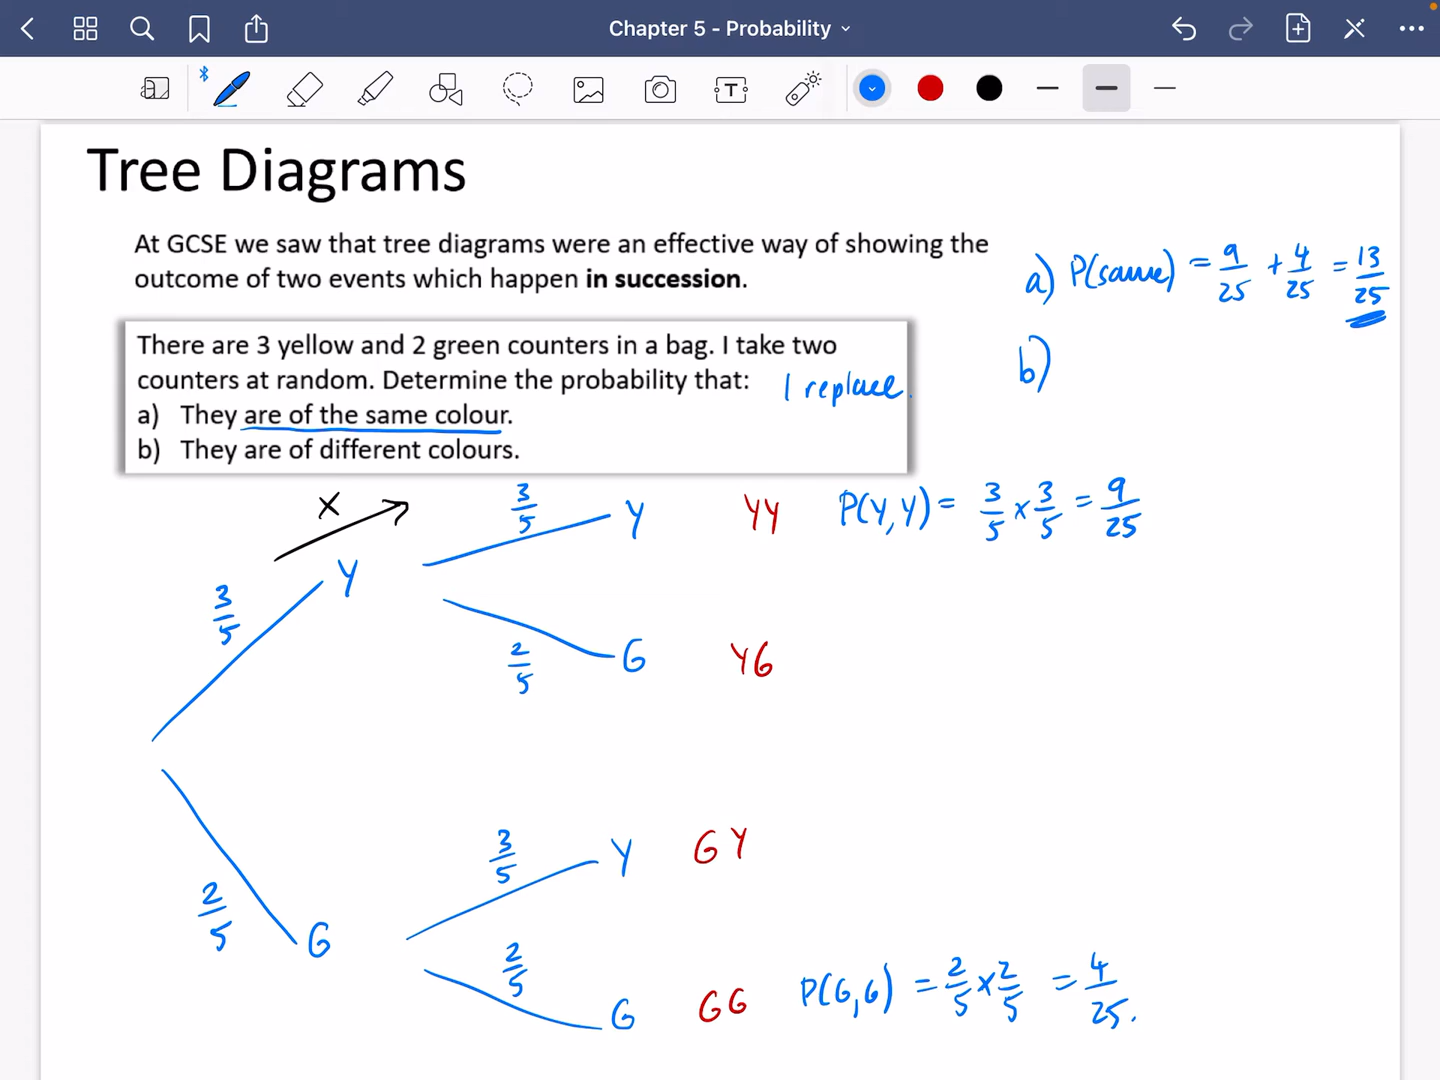 Chapter 5 - Probability
Tree Diagrams
At GCSE we saw that tree diagrams were an effective way of showing the
outcome of two events which happen in succession.
a) P(same) = 9/25 + 4/25 = 13/25
There are 3 yellow and 2 green counters in a bag. I take two
counters at random. Determine the probability that:
I replace.
a) They are of the same colour.
b) They are of different colours.
b)
X
3/5
Y
YY
P(Y,Y) = 3/5 × 3/5 = 9/25
3/5
Y
2/5
G
YG
3/5
Y
GY
2/5
G
2/5
G
GG
P(G,G) = 2/5 × 2/5 = 4/25.